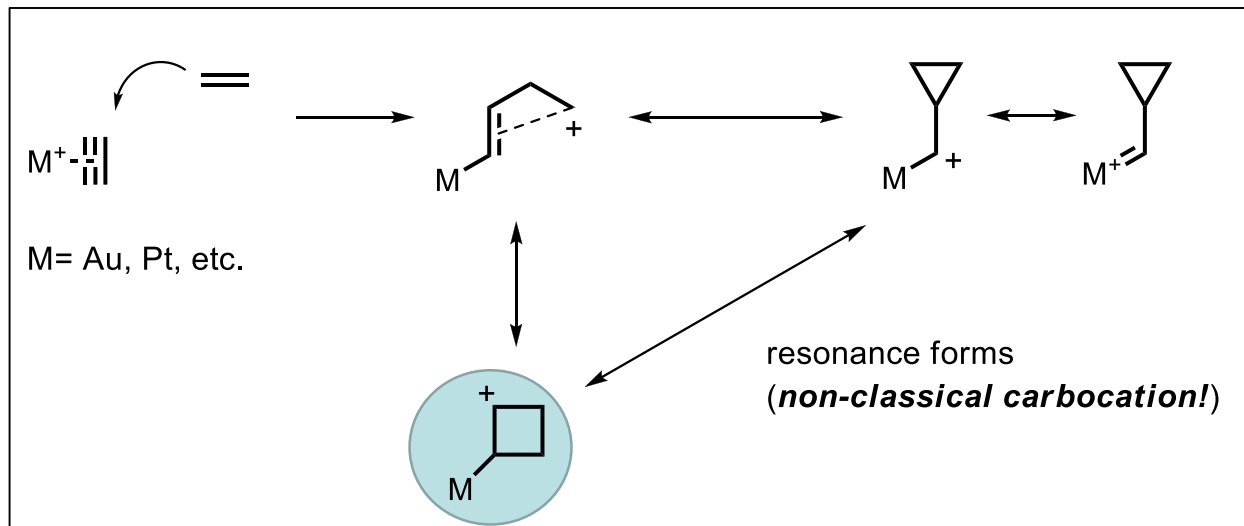 +
M+
M
M
+
M+
M= Au, Pt, etc.
resonance forms
(non-classical carbocation!)
+
M